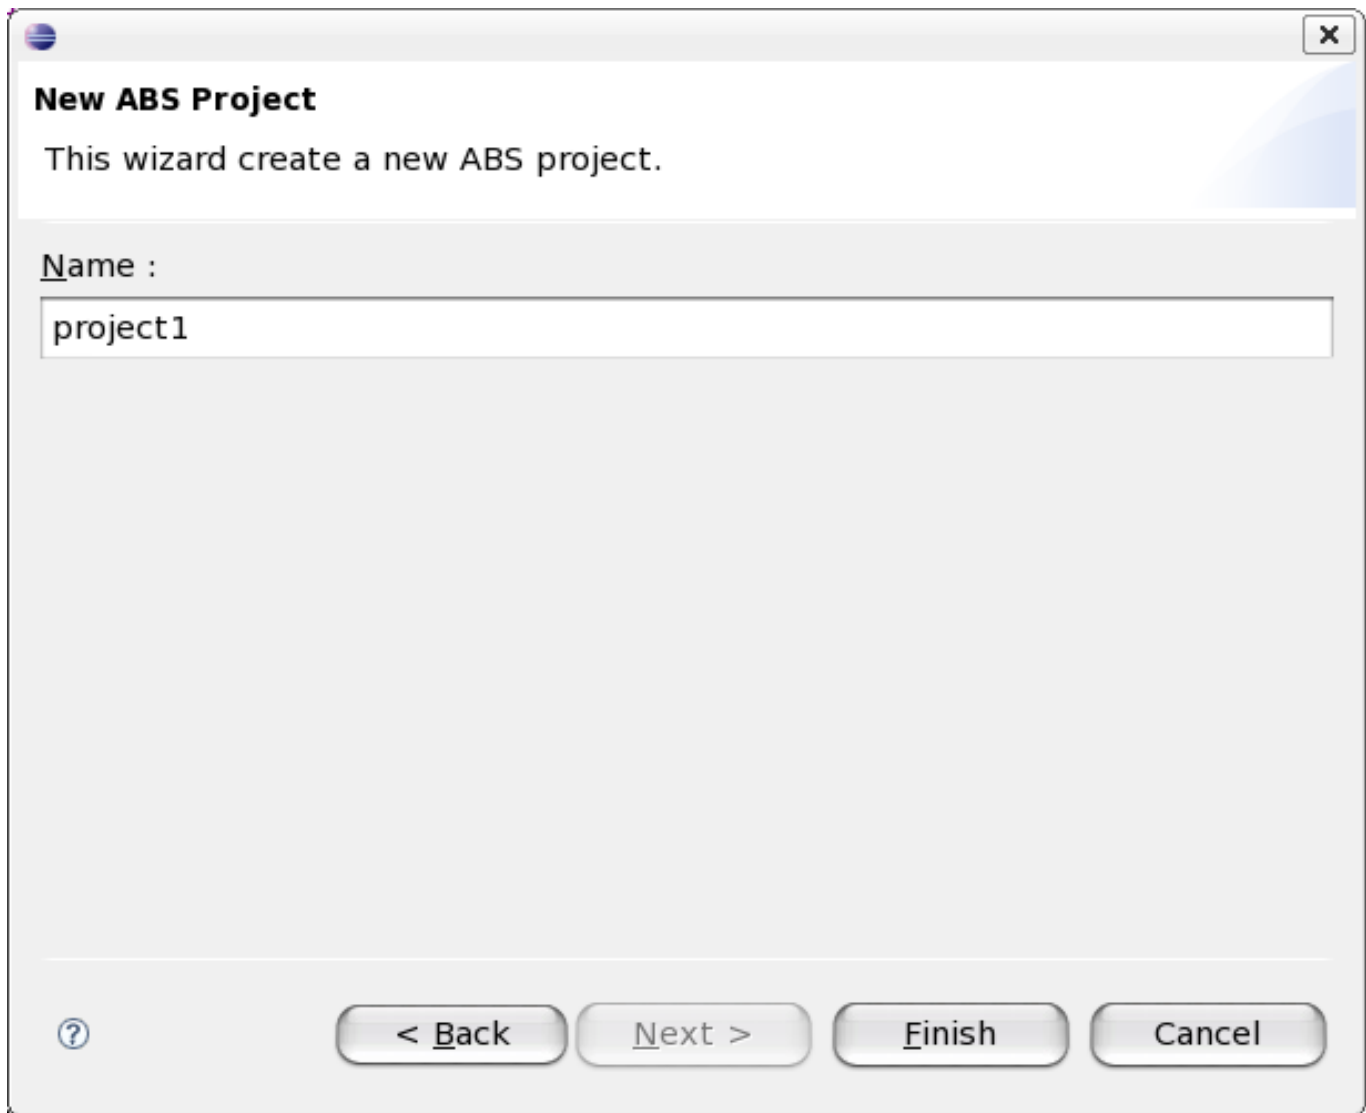 New ABS Project
This wizard create a new ABS project.
Name :
project1
< Back
Next >
Finish
Cancel